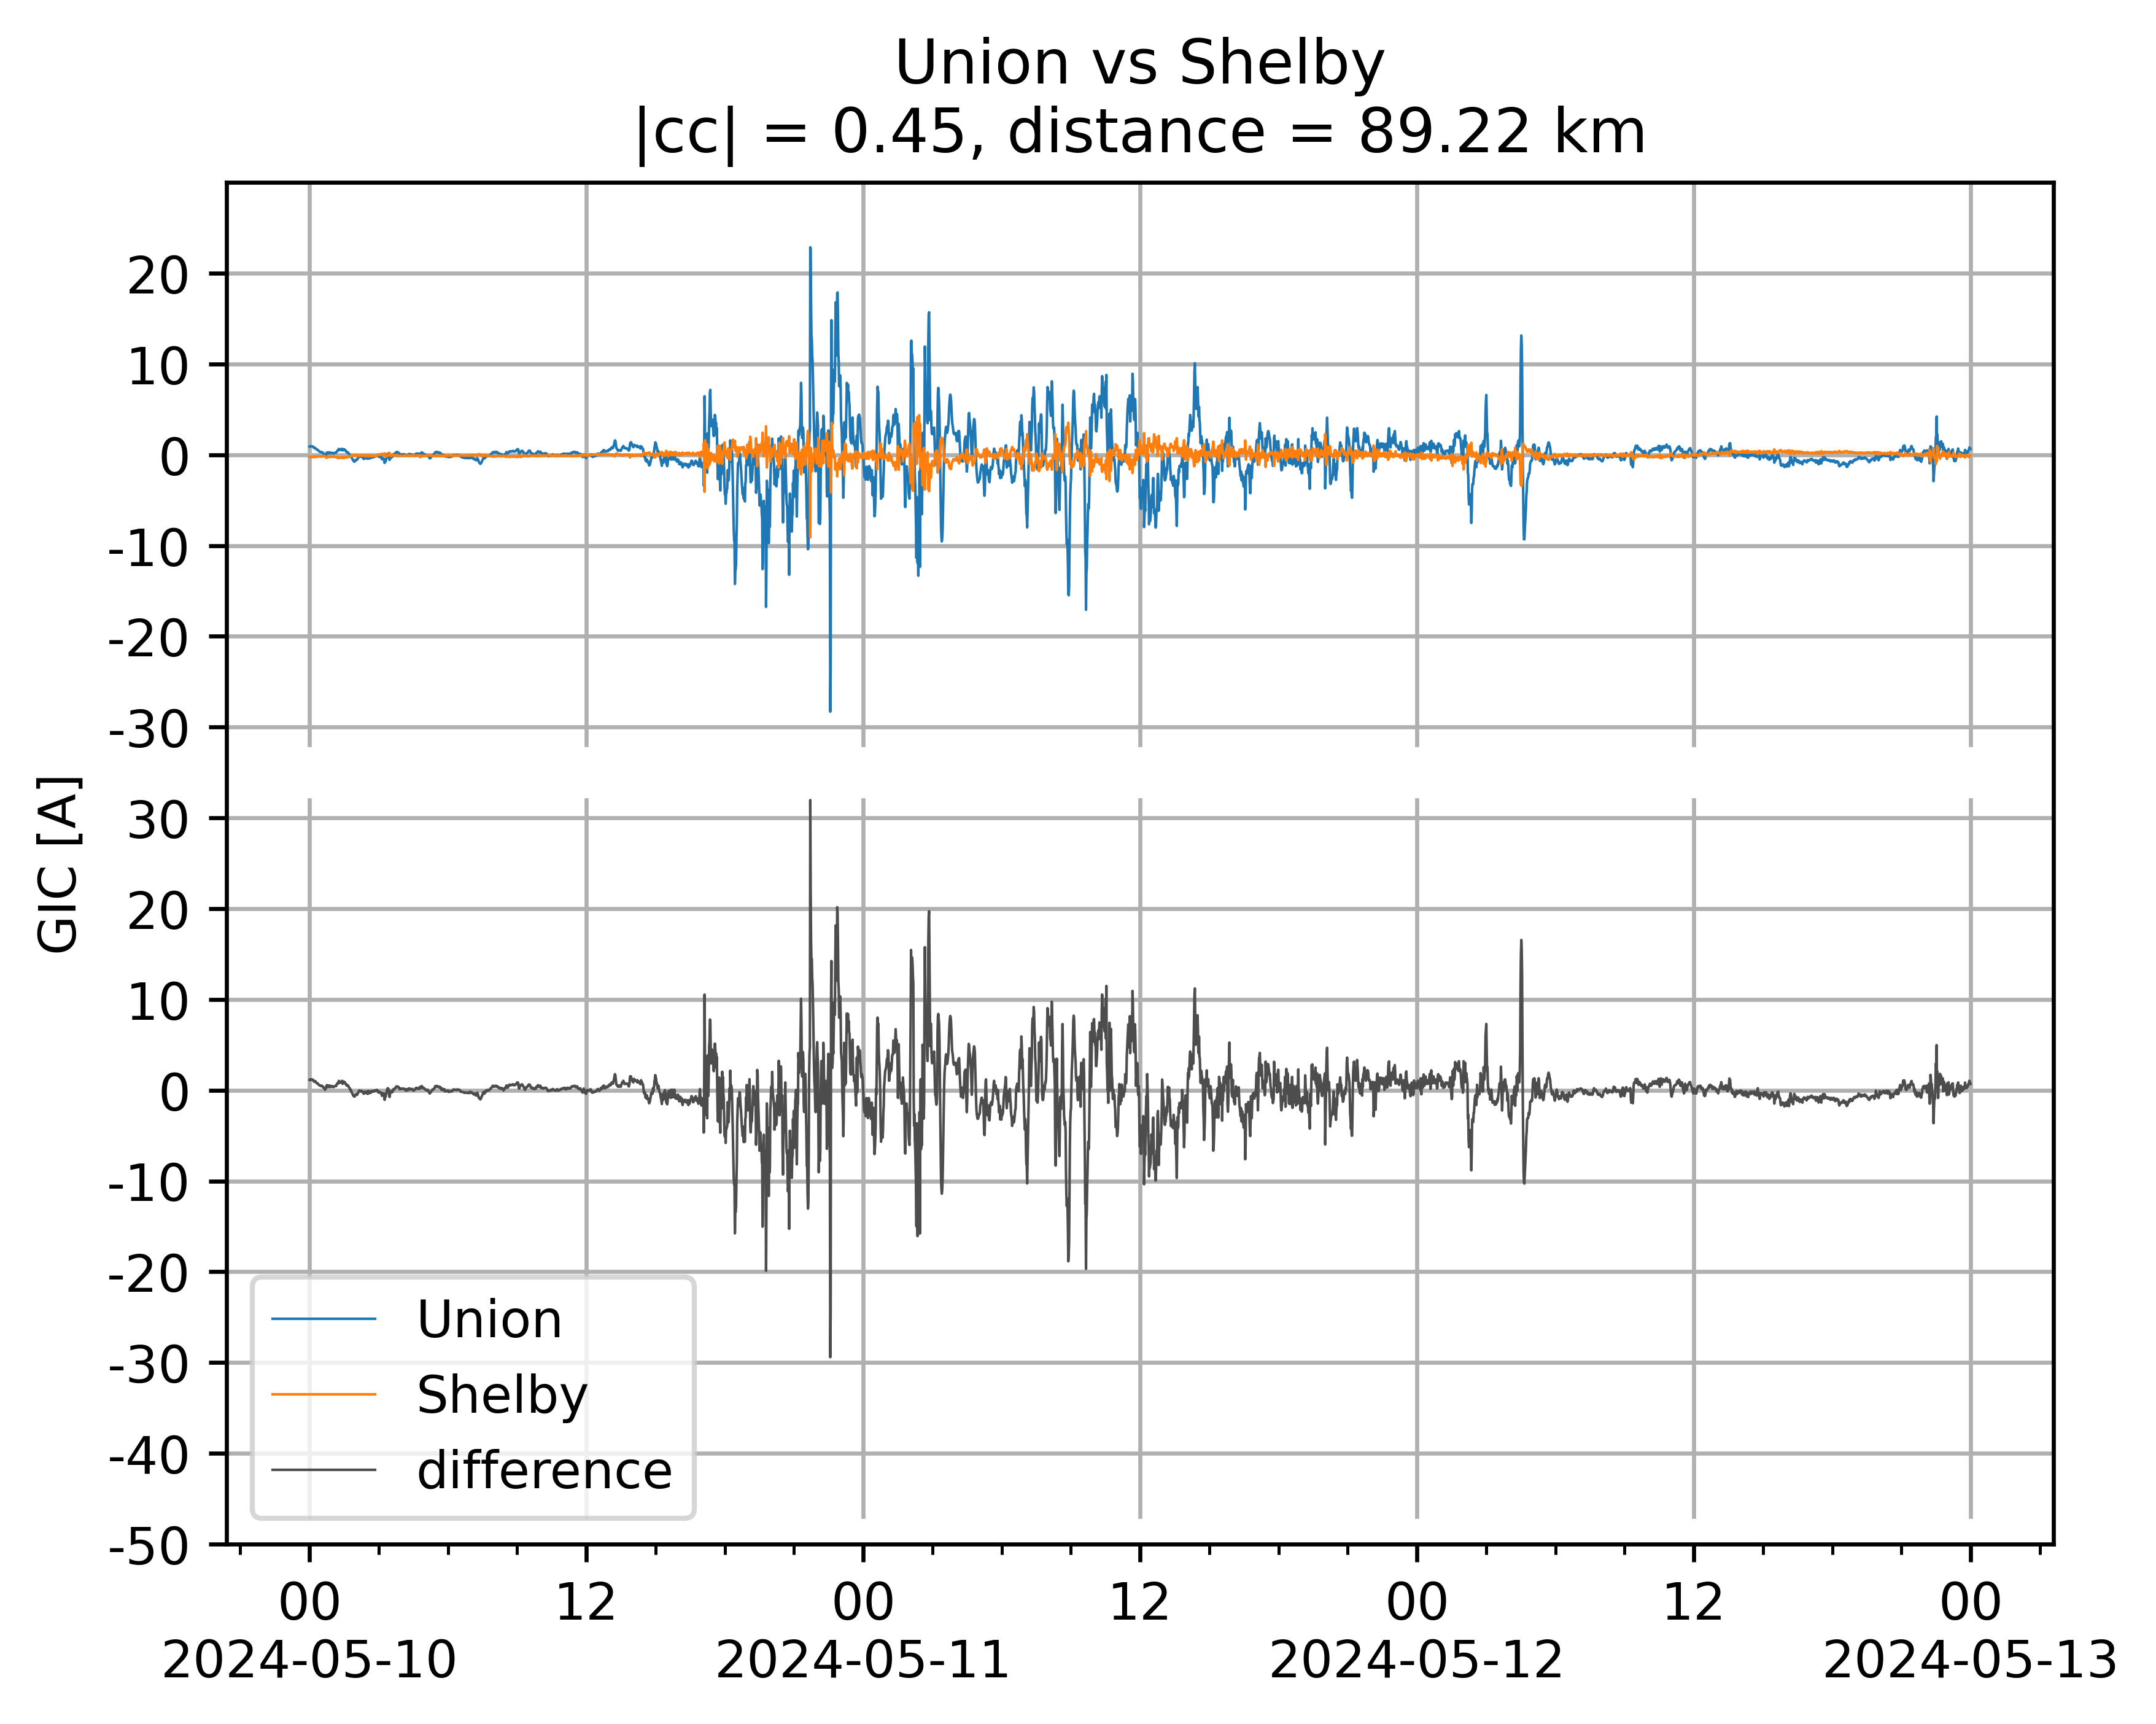 Union vs Shelby
|cc| = 0.45, distance = 89.22 km
GIC [A]
20
10
0
-10
-20
-30
30
20
10
0
-10
-20
-30
-40
-50
Union
Shelby
difference
00 12 00 12 00 12 00
2024-05-10 2024-05-11 2024-05-12 2024-05-13